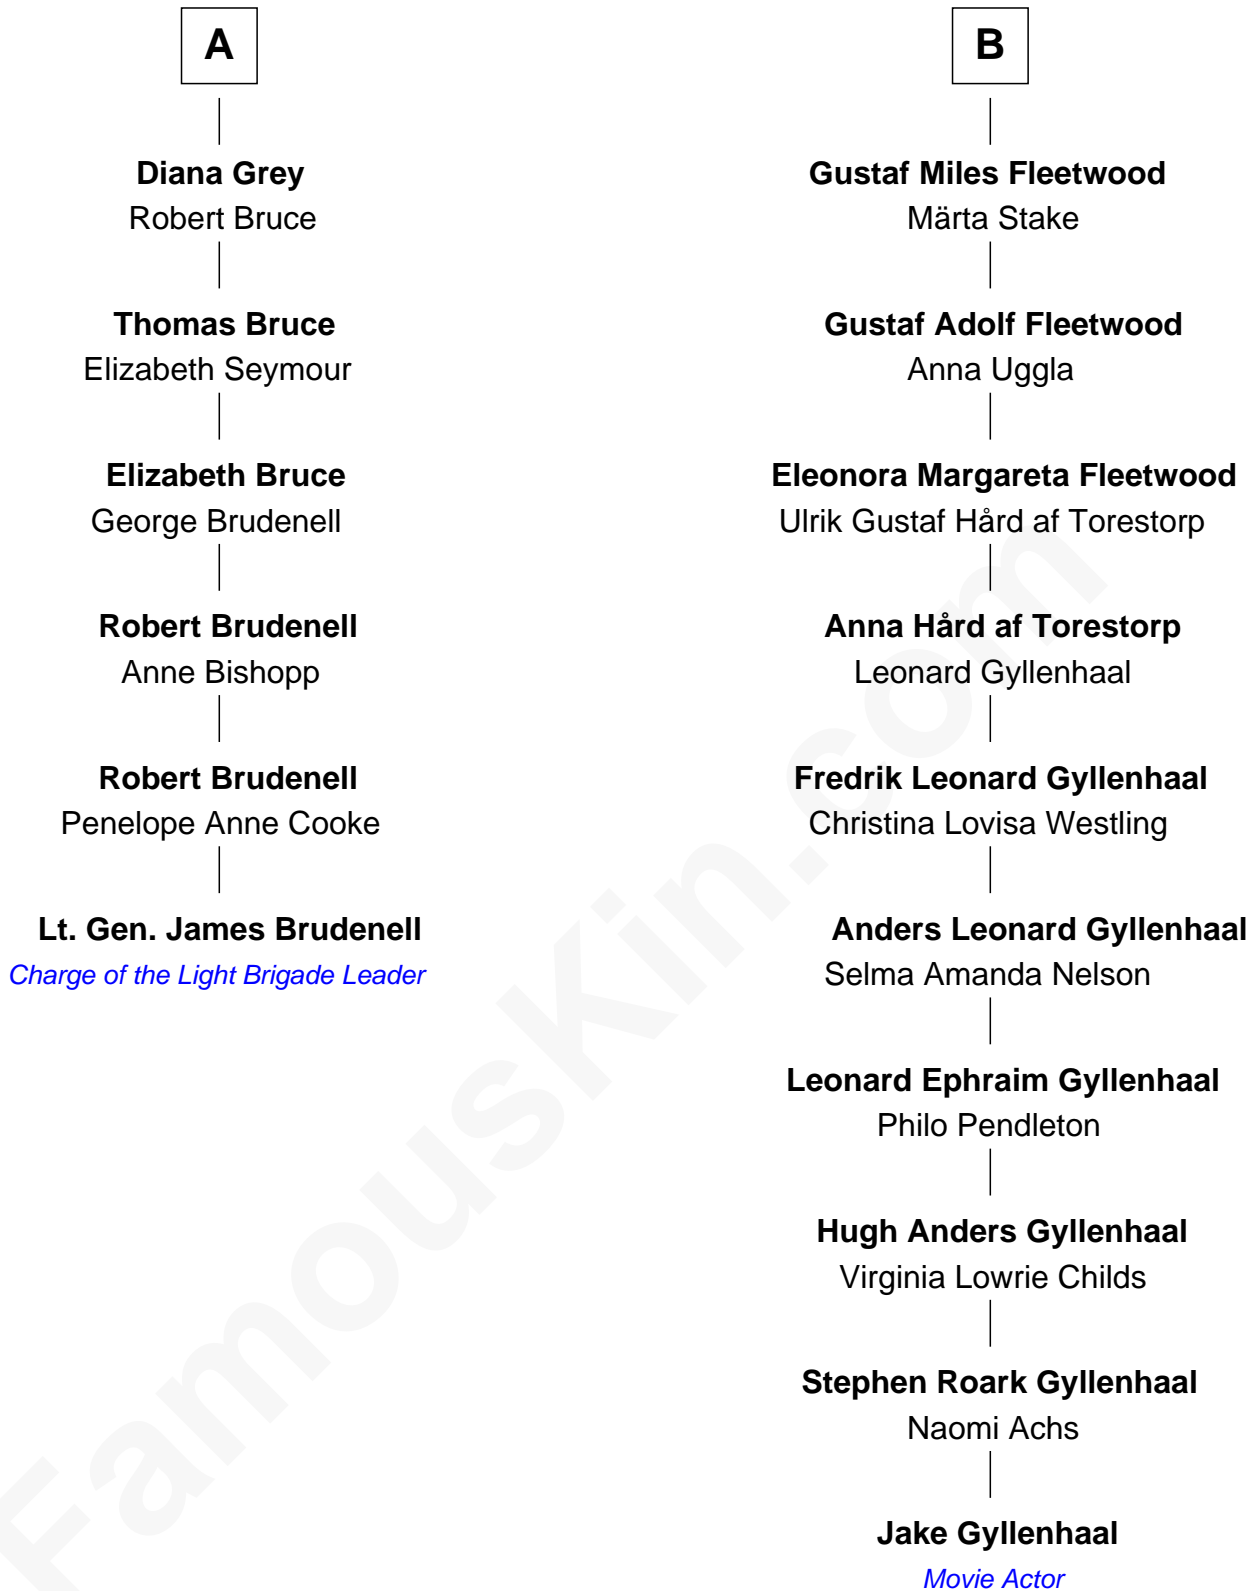 A
Diana Grey
Robert Bruce
Thomas Bruce
Elizabeth Seymour
Elizabeth Bruce
George Brudenell
Robert Brudenell
Anne Bishopp
Robert Brudenell
Penelope Anne Cooke
Lt. Gen. James Brudenell
Charge of the Light Brigade Leader
B
Gustaf Miles Fleetwood
Märta Stake
Gustaf Adolf Fleetwood
Anna Uggla
Eleonora Margareta Fleetwood
Ulrik Gustaf Hård af Torestorp
Anna Hård af Torestorp
Leonard Gyllenhaal
Fredrik Leonard Gyllenhaal
Christina Lovisa Westling
Anders Leonard Gyllenhaal
Selma Amanda Nelson
Leonard Ephraim Gyllenhaal
Philo Pendleton
Hugh Anders Gyllenhaal
Virginia Lowrie Childs
Stephen Roark Gyllenhaal
Naomi Achs
Jake Gyllenhaal
Movie Actor
FamousKin.com